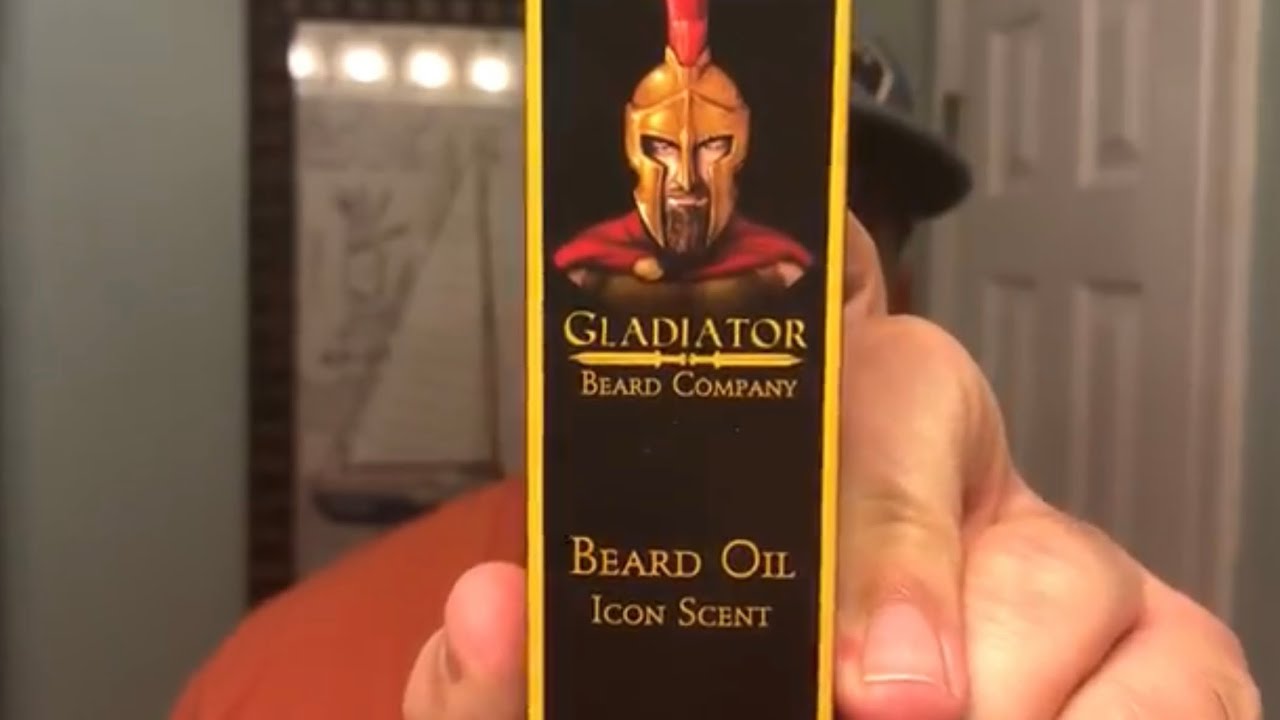 GLADIATOR
BEARD COMPANY
BEARD OIL
ICON SCENT